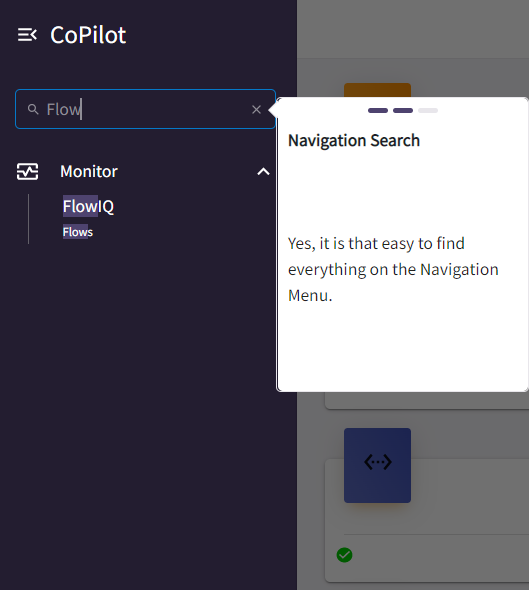 CoPilot
Flow
Navigation Search
Monitor
FlowIQ
Flows
Yes, it is that easy to find
everything on the Navigation
Menu.